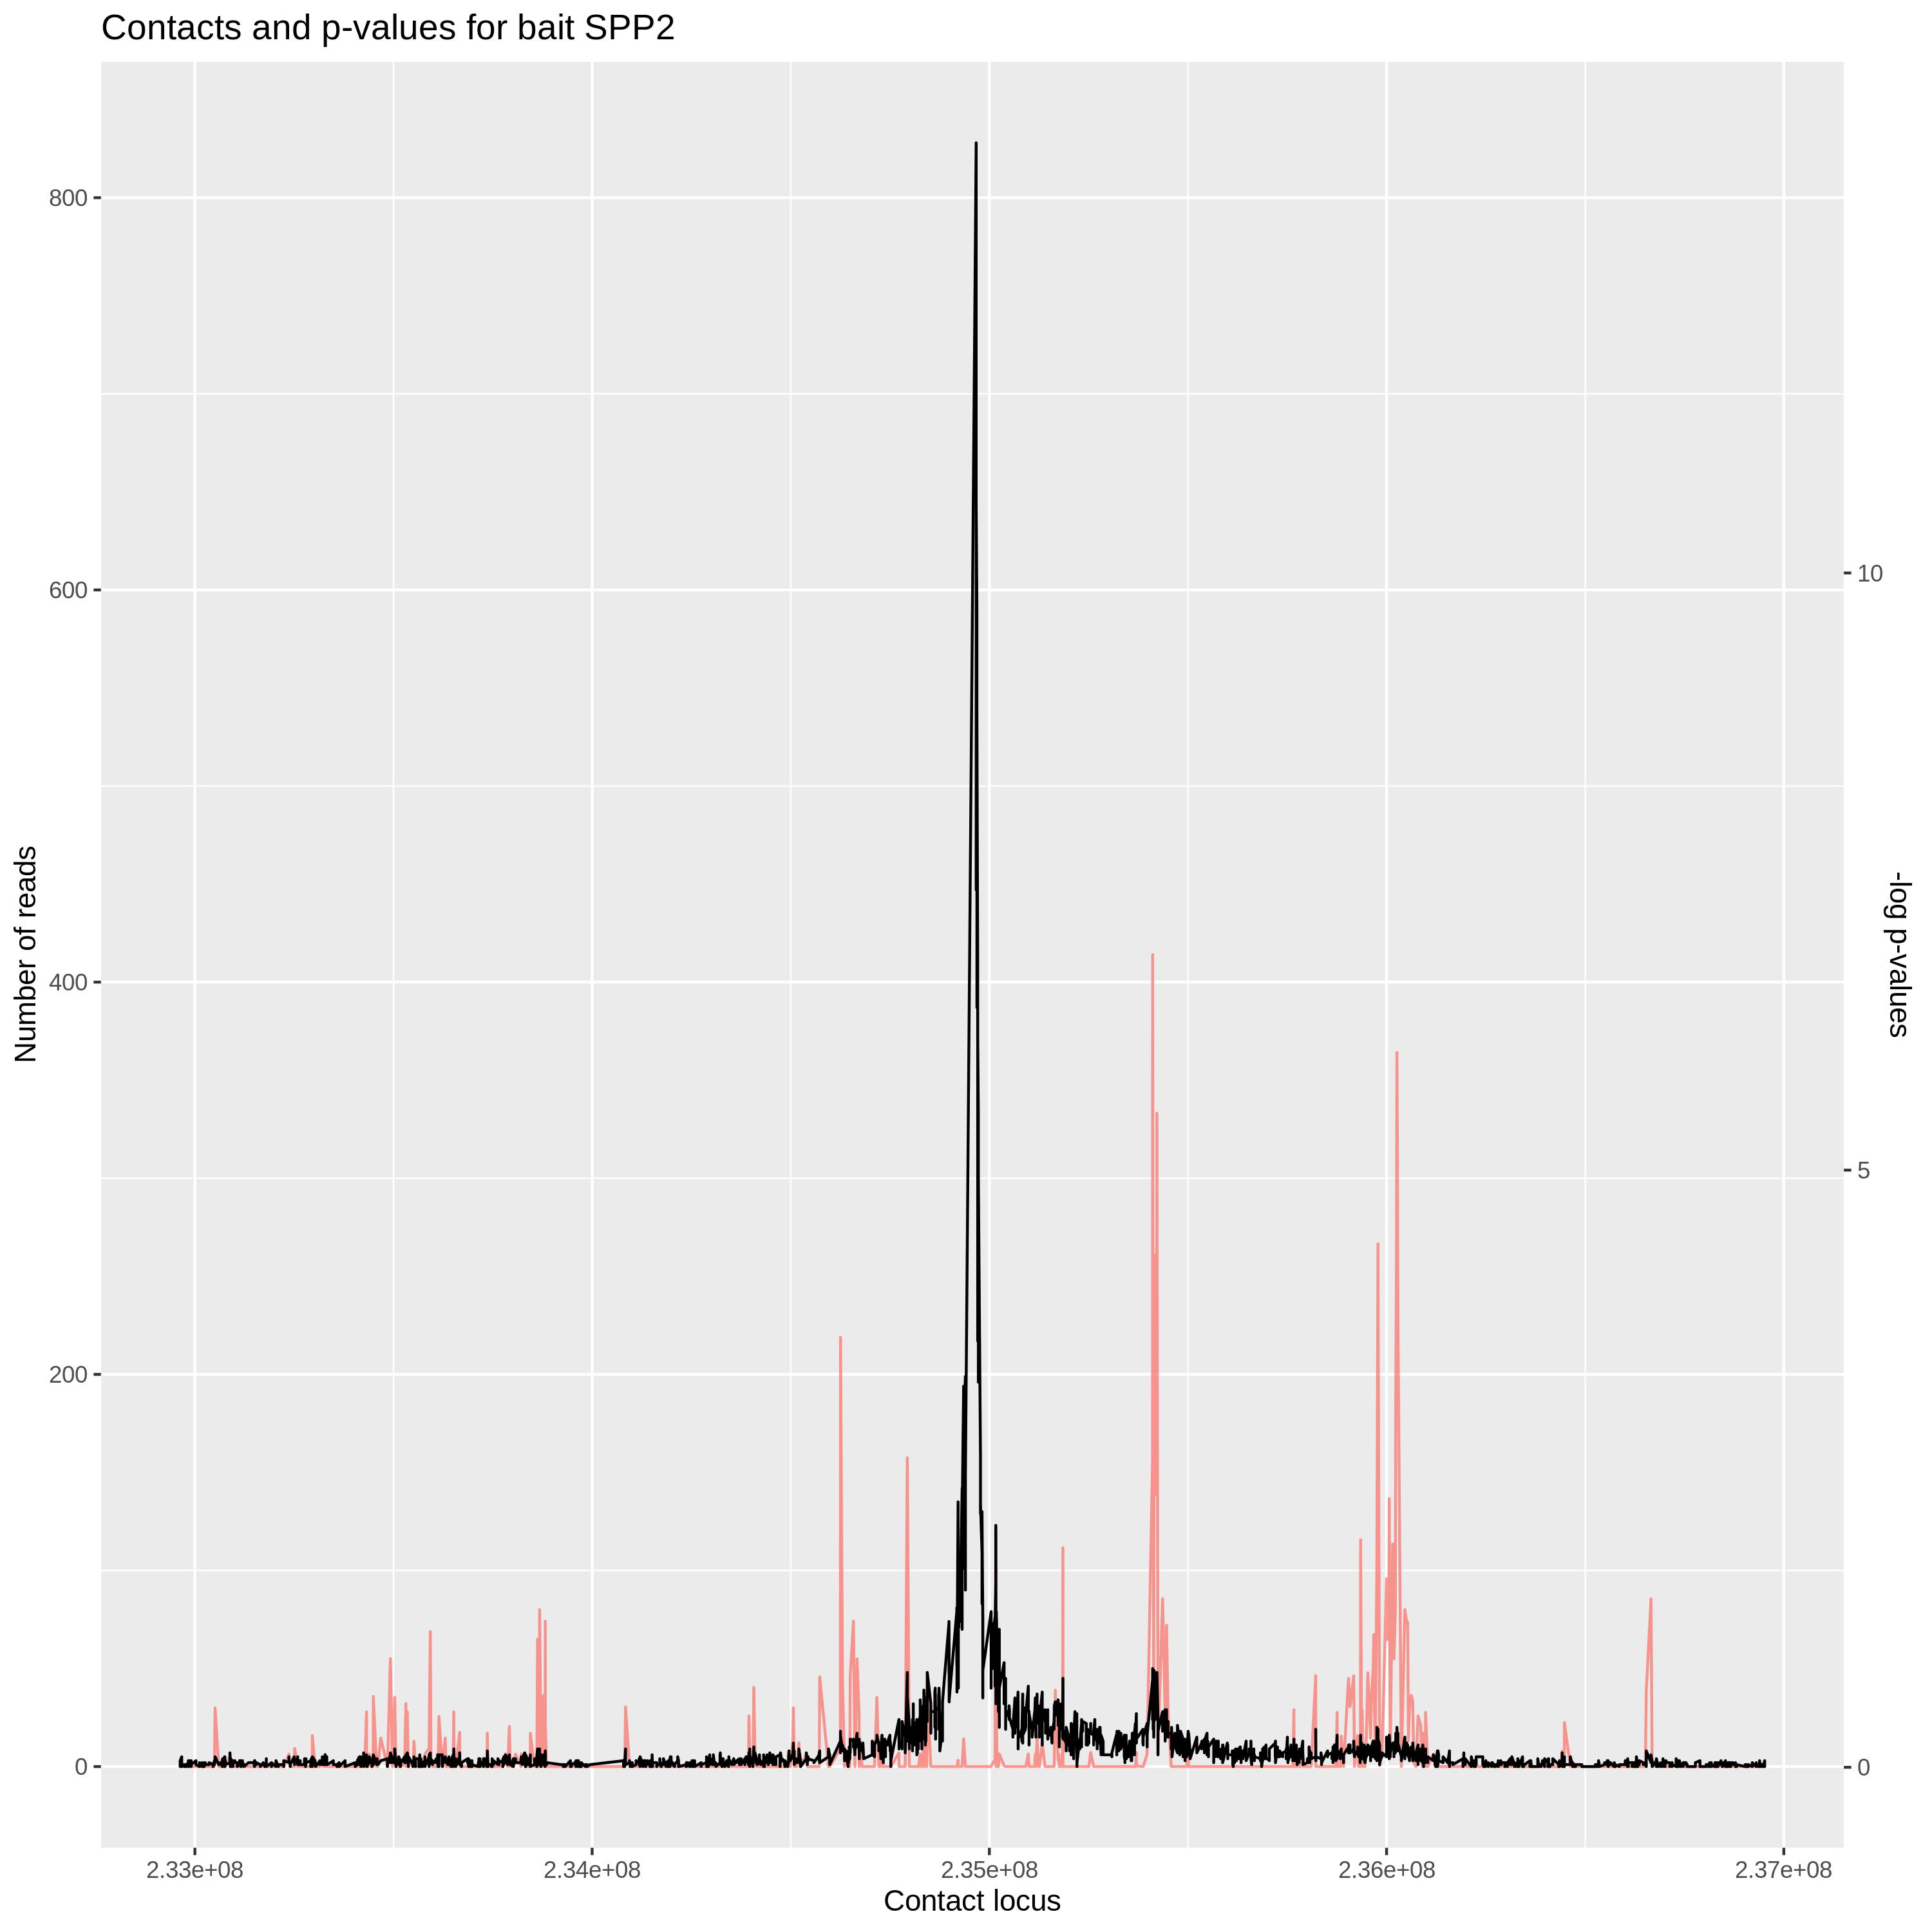 Contacts and p-values for bait SPP2
800
600
400
200
0
Number of reads
10
5
0
-log p-values
2.33e+08
2.34e+08
2.35e+08
2.36e+08
2.37e+08
Contact locus